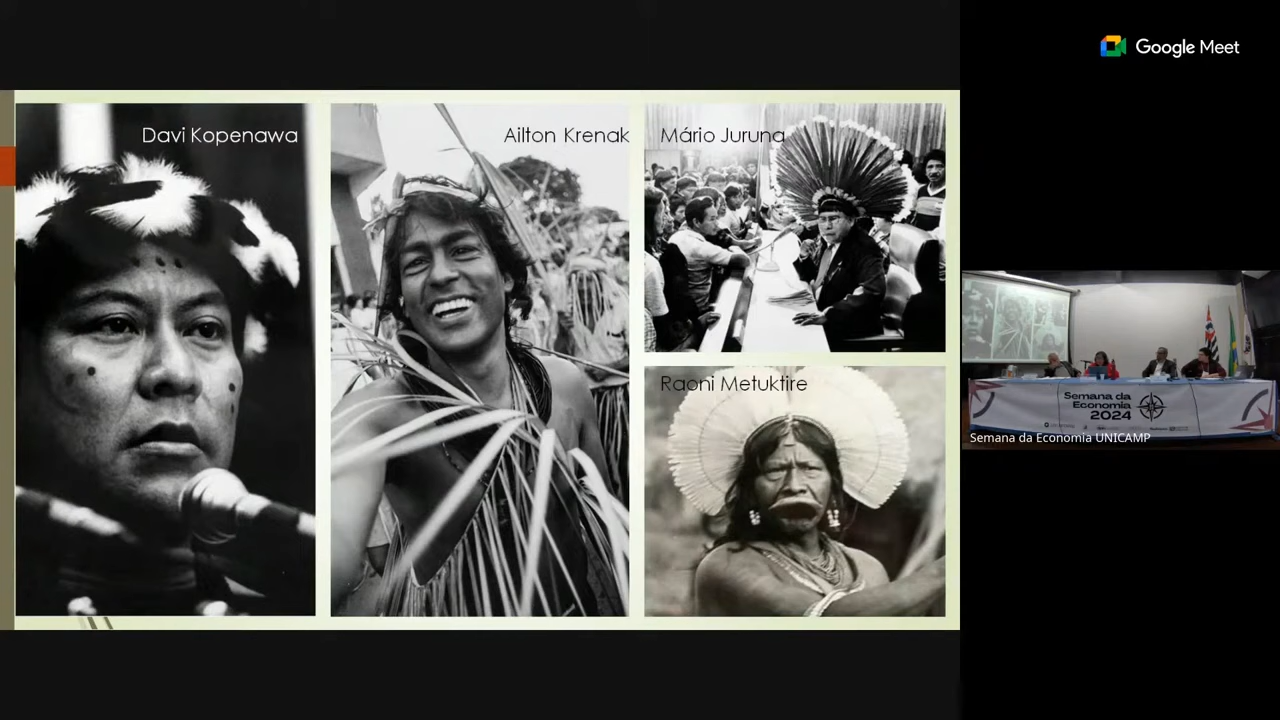 Google Meet
Davi Kopenawa
Ailton Krenak
Mário Juruna
Raoni Metuktire
Semana da
Economia
2024
Semana da Economia UNICAMP